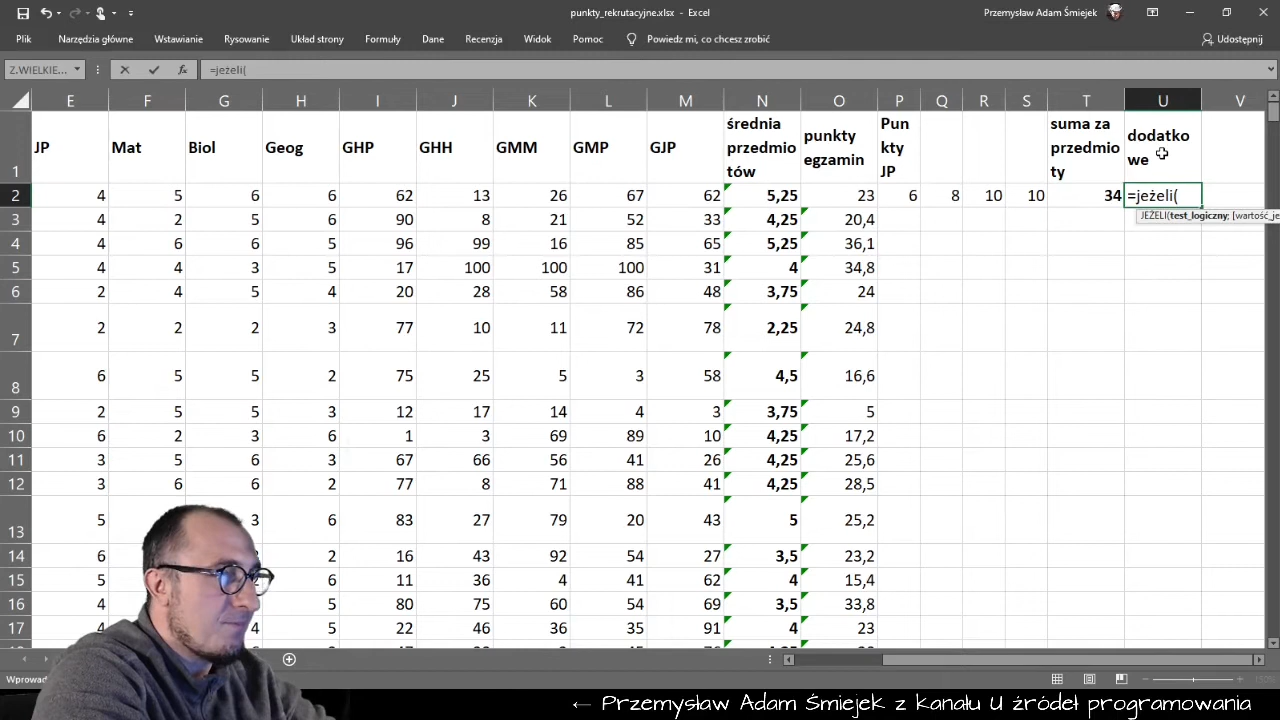 punkty_rekrutacyjne.xlsx - Excel
Przemysław Adam Śmiejek
Plik Narzędzia główne Wstawianie Rysowanie Układ strony Formuły Dane Recenzja Widok Pomoc Powiedz mi, co chcesz zrobić Udostępnij
Z.WIELKIE... fx =jeżeli(
E F G H I J K L M N O P Q R S T U V
1 JP Mat Biol Geog GHP GHH GMM GMP GJP średnia przedmiotów punkty egzamin Punkty JP suma za przedmioty dodatkowe
2 4 5 6 6 62 13 26 67 62 5,25 23 6 8 10 10 34 =jeżeli(
JEŻELI(test_logiczny; [wartość_je
3 4 2 5 6 90 8 21 52 33 4,25 20,4
4 4 6 6 5 96 99 16 85 65 5,25 36,1
5 4 4 3 5 17 100 100 100 31 4 34,8
6 2 4 5 4 20 28 58 86 48 3,75 24
7 2 2 2 3 77 10 11 72 78 2,25 24,8
8 6 5 5 2 75 25 5 3 58 4,5 16,6
9 2 5 5 3 12 17 14 4 3 3,75 5
10 6 2 3 6 1 3 69 89 10 4,25 17,2
11 3 5 6 3 67 66 56 41 26 4,25 25,6
12 3 6 6 2 77 8 71 88 41 4,25 28,5
13 5 3 6 83 27 79 20 43 5 25,2
14 6 2 16 43 92 54 27 3,5 23,2
15 5 6 11 36 4 41 62 4 15,4
16 4 5 80 75 60 54 69 3,5 33,8
17 4 4 5 22 46 36 35 91 4 23
Wprowad
← Przemysław Adam Śmiejek z kanału U źródeł programowania